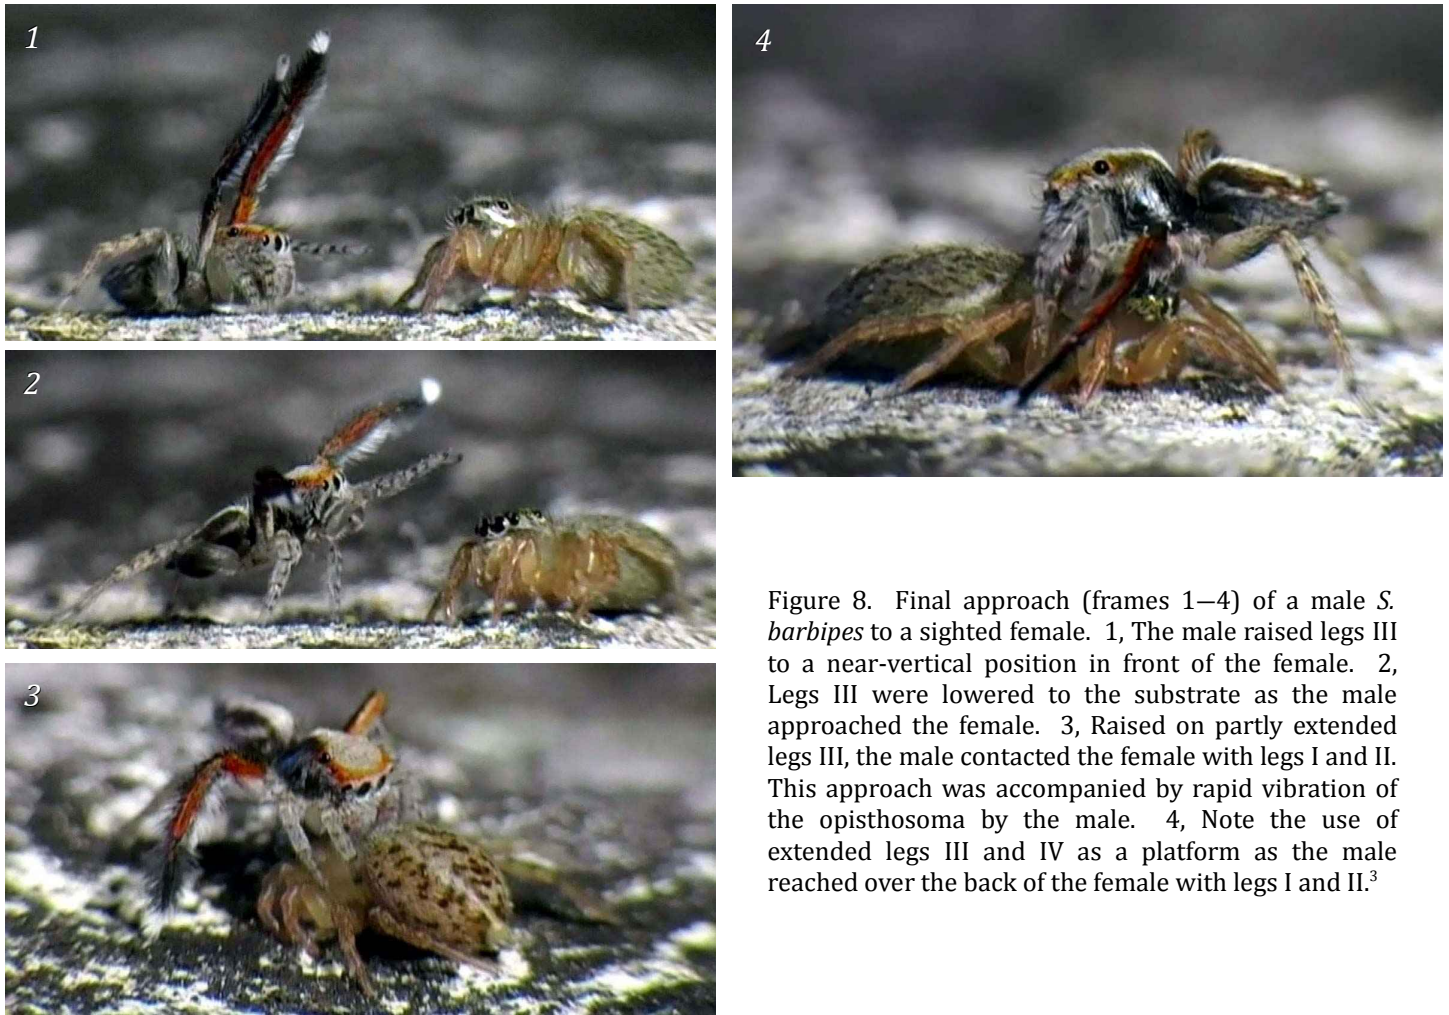 1
2
3
4
Figure 8. Final approach (frames 1—4) of a male S.
barbipes to a sighted female. 1, The male raised legs III
to a near-vertical position in front of the female. 2,
Legs III were lowered to the substrate as the male
approached the female. 3, Raised on partly extended
legs III, the male contacted the female with legs I and II.
This approach was accompanied by rapid vibration of
the opisthosoma by the male. 4, Note the use of
extended legs III and IV as a platform as the male
reached over the back of the female with legs I and II.³